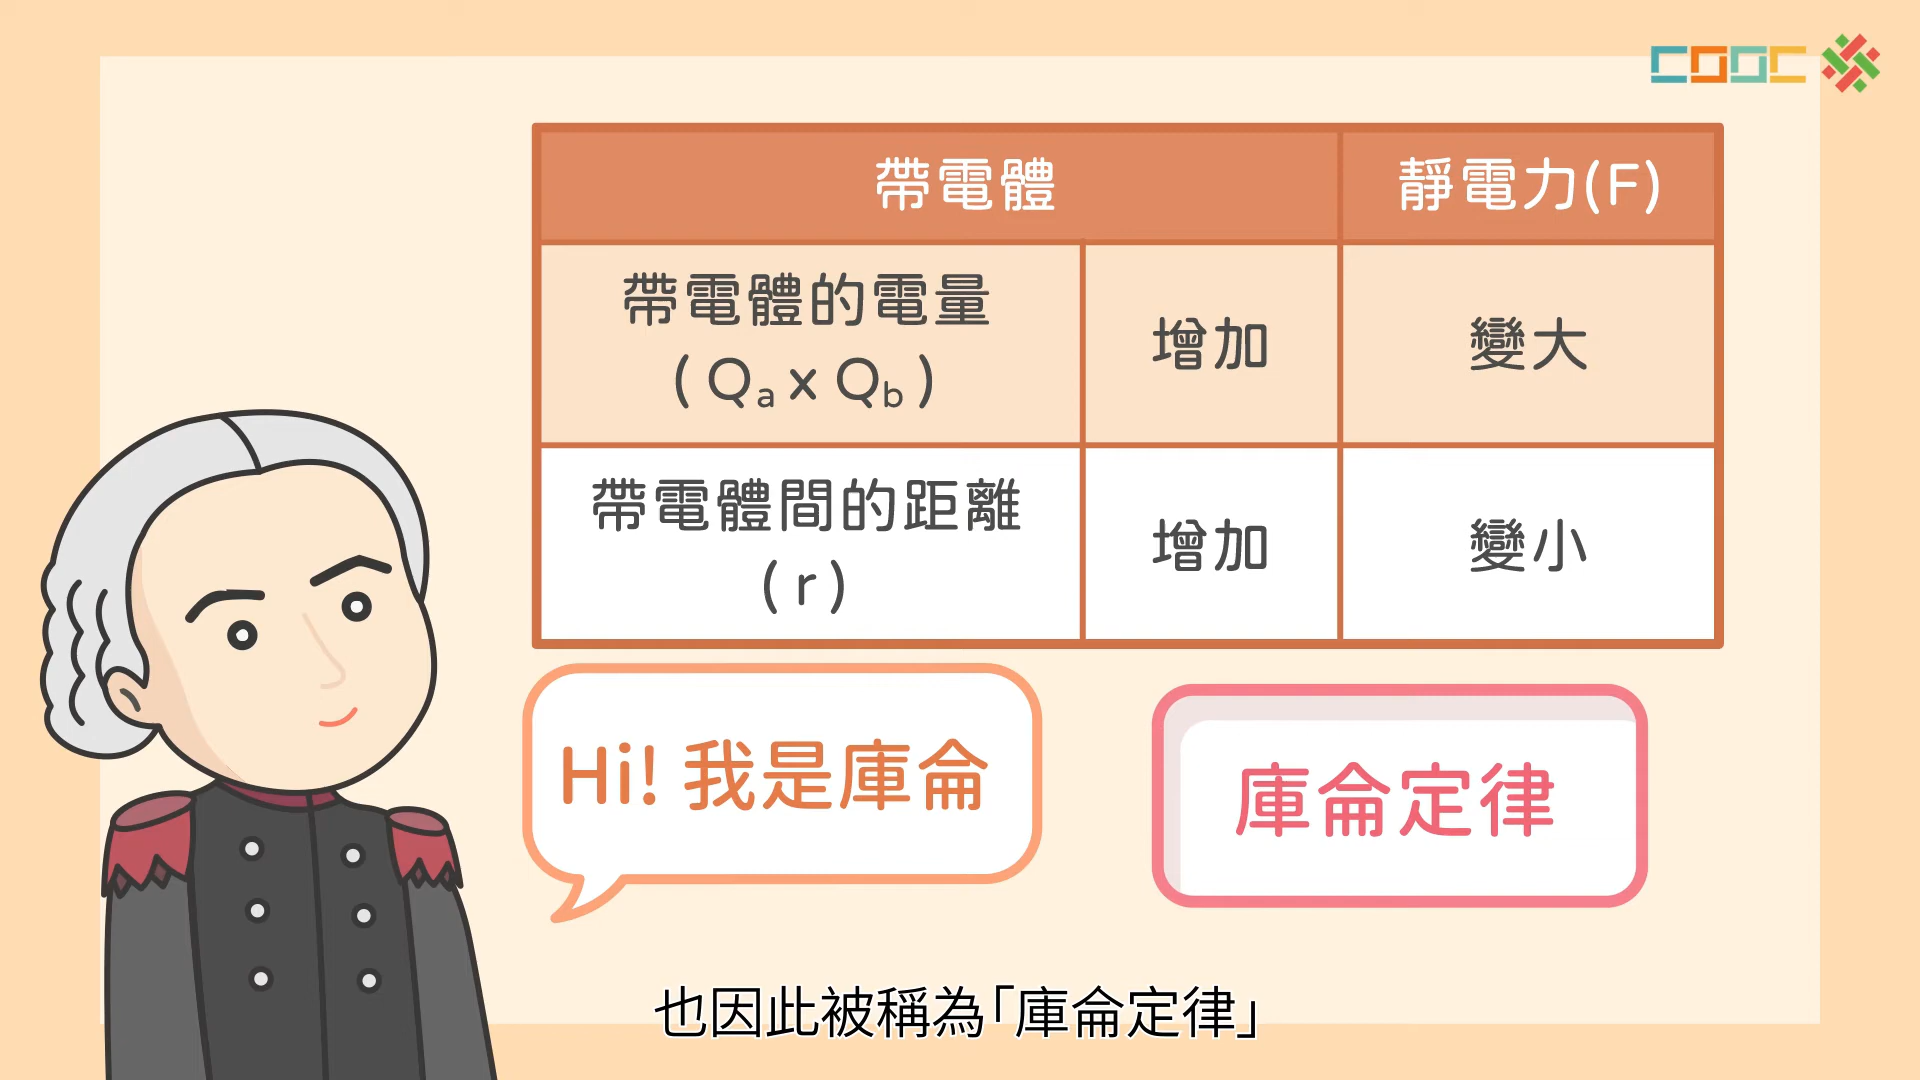 COOC
帶電體
靜電力(F)
帶電體的電量
( Qa x Qb )
增加
變大
帶電體間的距離
( r )
增加
變小
Hi! 我是庫侖
庫侖定律
也因此被稱為「庫侖定律」